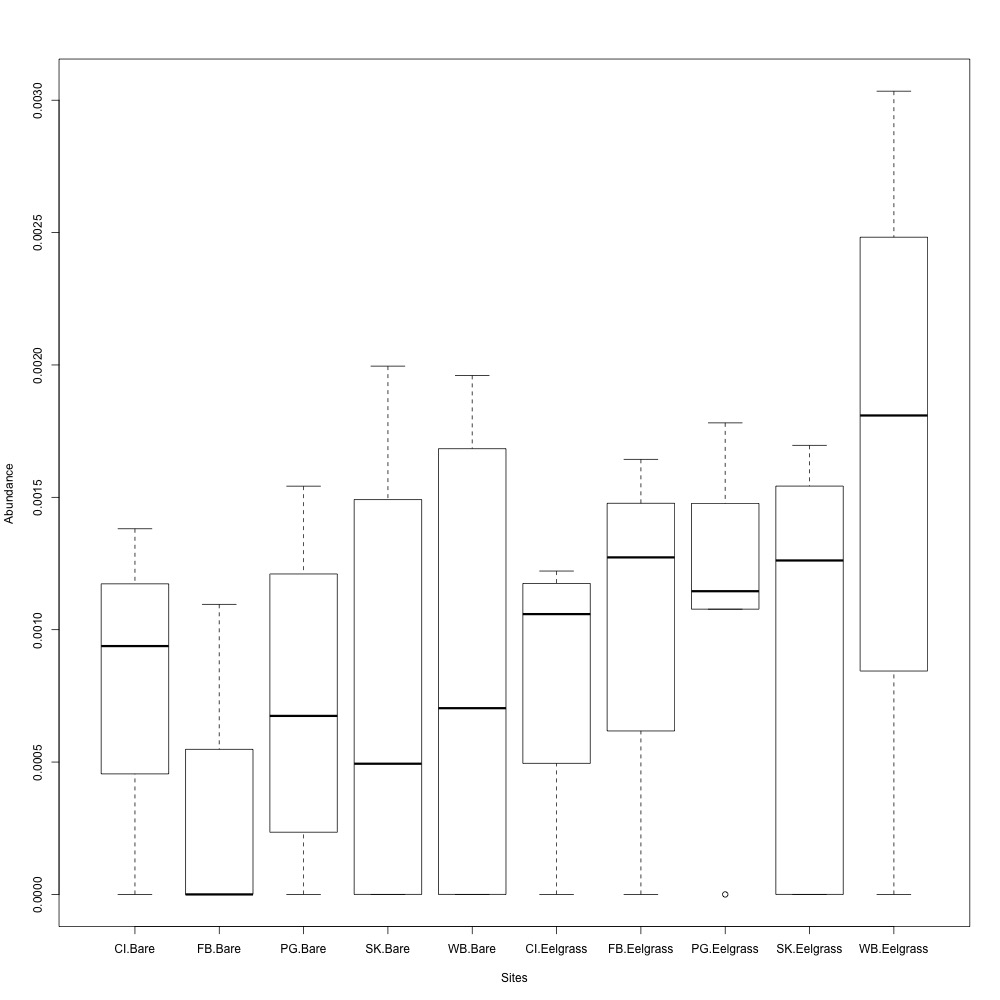 0.0030
0.0025
0.0020
0.0015
0.0010
0.0005
0.0000
Abundance
CI.Bare FB.Bare PG.Bare SK.Bare WB.Bare CI.Eelgrass FB.Eelgrass PG.Eelgrass SK.Eelgrass WB.Eelgrass
Sites